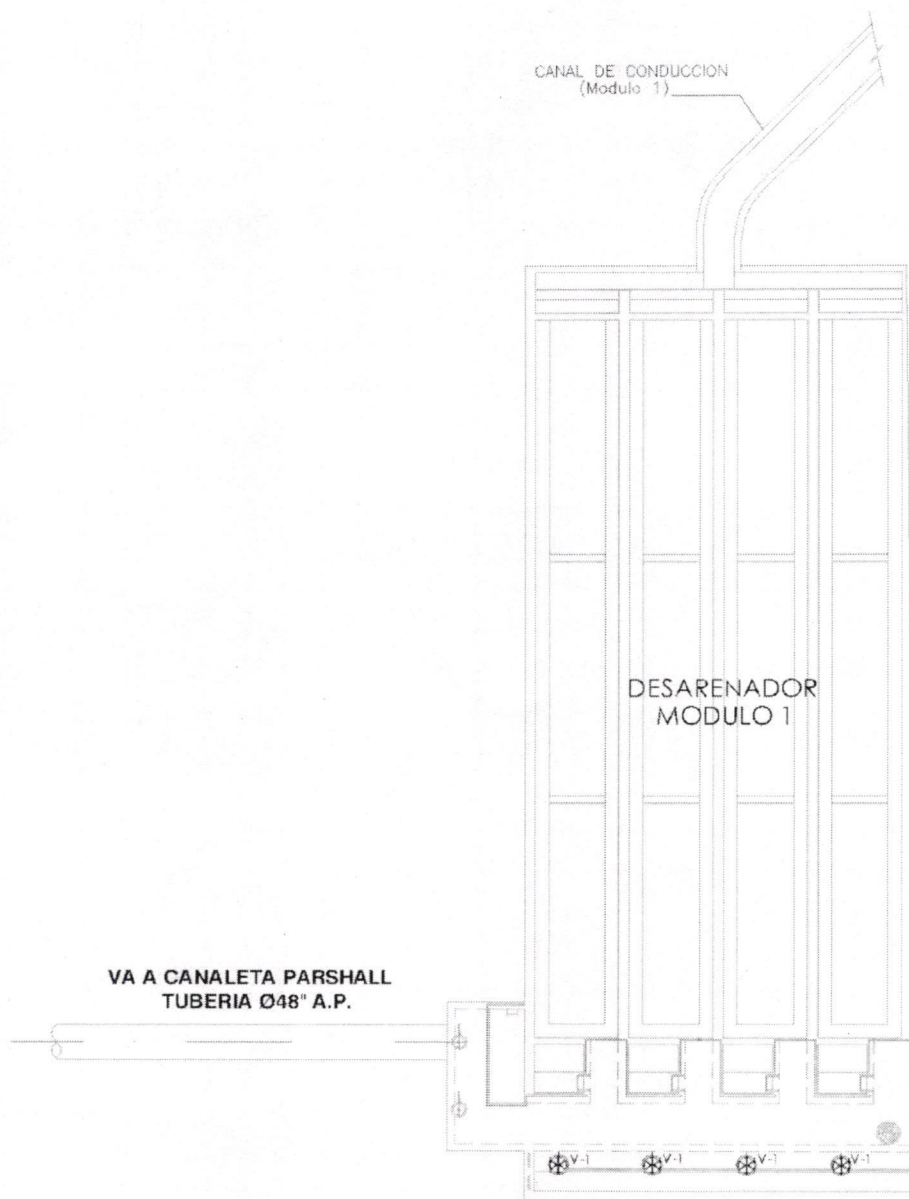 CANAL DE CONDUCCION
(Modulo 1)
DESARENADOR
MODULO 1
VA A CANALETA PARSHALL
TUBERIA Ø48" A.P.
V-1
V-1
V-1
V-1